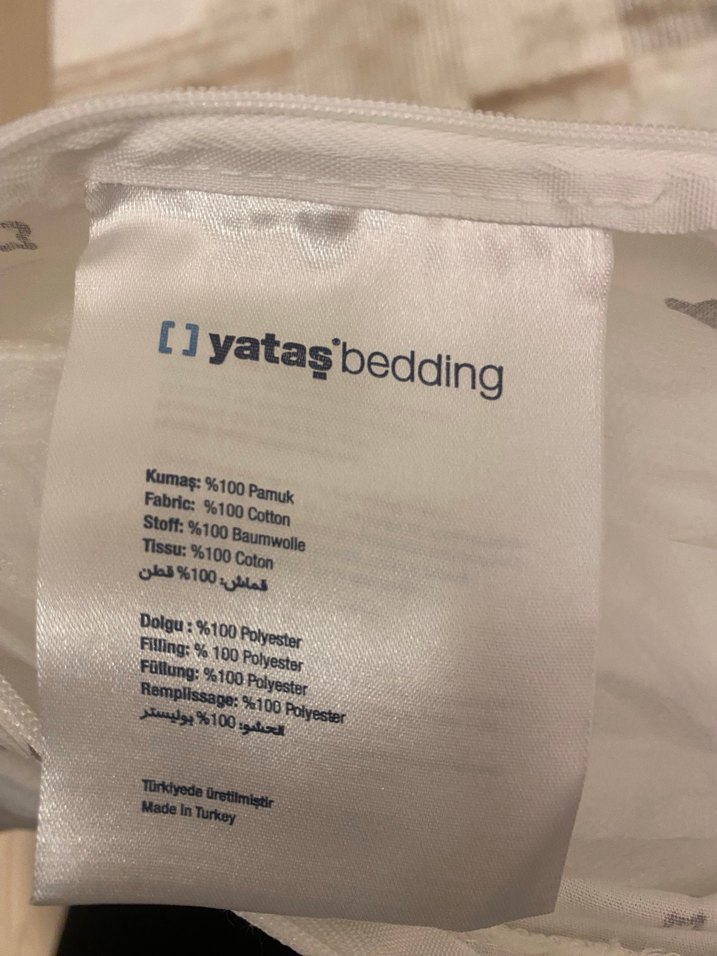 [ ] yataş® bedding
Kumaş: %100 Pamuk
Fabric: %100 Cotton
Stoff: %100 Baumwolle
Tissu: %100 Coton
قماش: 100% قطن
Dolgu : %100 Polyester
Filling: % 100 Polyester
Füllung: %100 Polyester
Remplissage: %100 Polyester
الحشو: 100% بوليستر
Türkiyede üretilmiştir
Made In Turkey